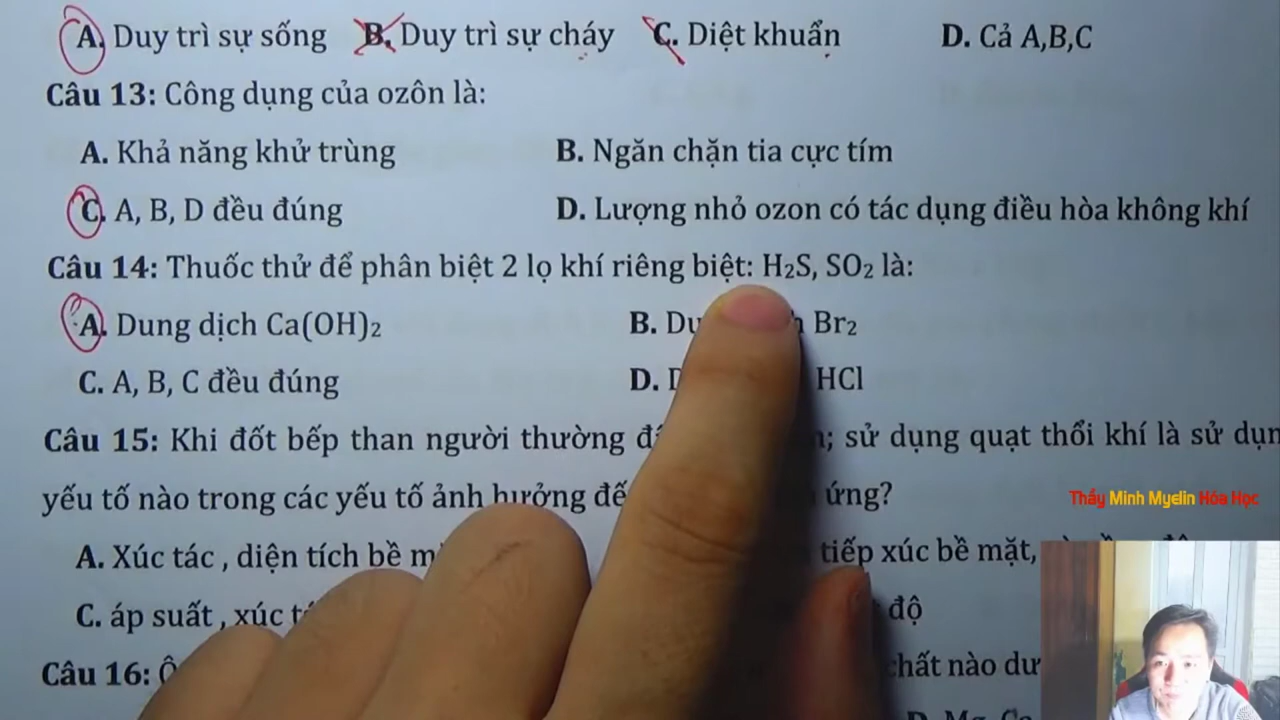 A. Duy trì sự sống B. Duy trì sự cháy C. Diệt khuẩn D. Cả A,B,C
Câu 13: Công dụng của ozôn là:
A. Khả năng khử trùng B. Ngăn chặn tia cực tím
C. A, B, D đều đúng D. Lượng nhỏ ozon có tác dụng điều hòa không khí
Câu 14: Thuốc thử để phân biệt 2 lọ khí riêng biệt: H₂S, SO₂ là:
A. Dung dịch Ca(OH)₂ B. Br₂
C. A, B, C đều đúng D. HCl
Câu 15: Khi đốt bếp than người thường sử dụng quạt thổi khí là sử
yếu tố nào trong các yếu tố ảnh hưởng ứng?
Thầy Minh Myelin Hóa Học
A. Xúc tác , diện tích bề tiếp xúc bề mặt,
C. áp suất , xúc độ
Câu 16: chất nào